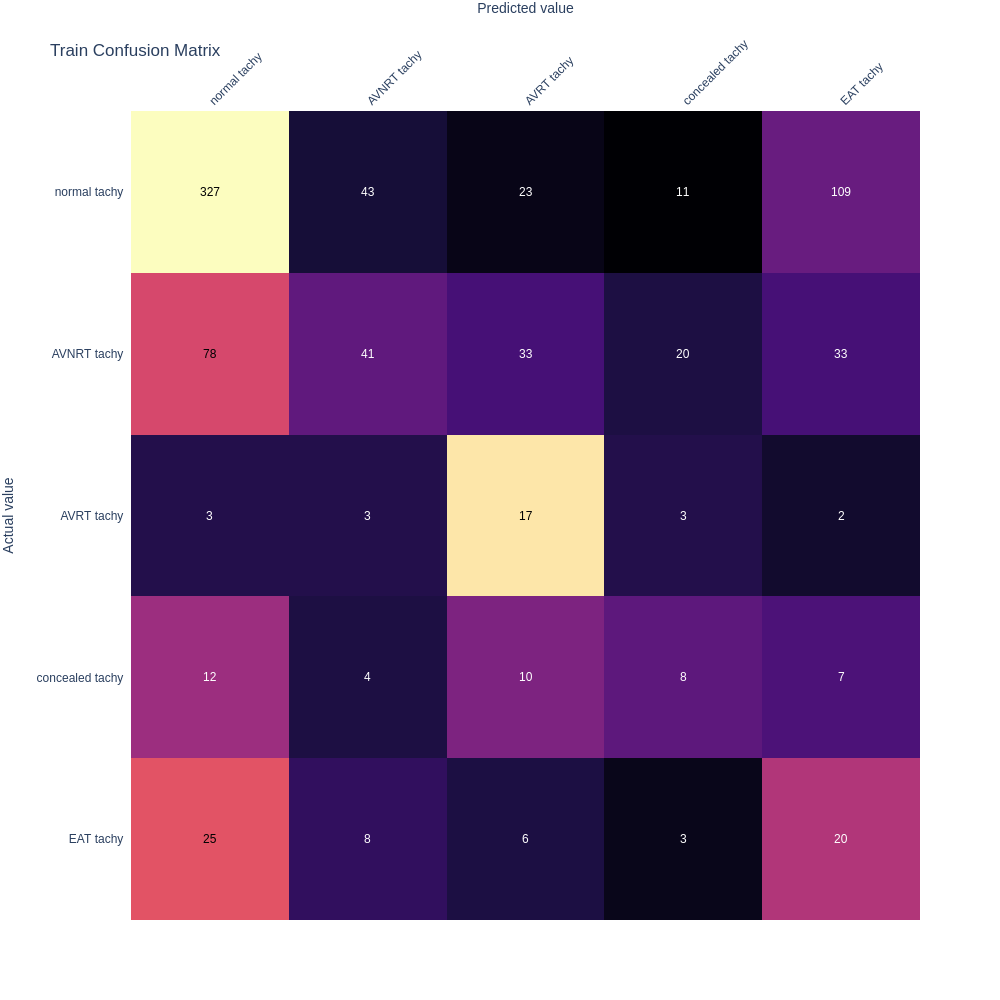 Predicted value
Train Confusion Matrix
normal tachy
AVNRT tachy
AVRT tachy
concealed tachy
EAT tachy
Actual value
normal tachy 327 43 23 11 109
AVNRT tachy 78 41 33 20 33
AVRT tachy 3 3 17 3 2
concealed tachy 12 4 10 8 7
EAT tachy 25 8 6 3 20